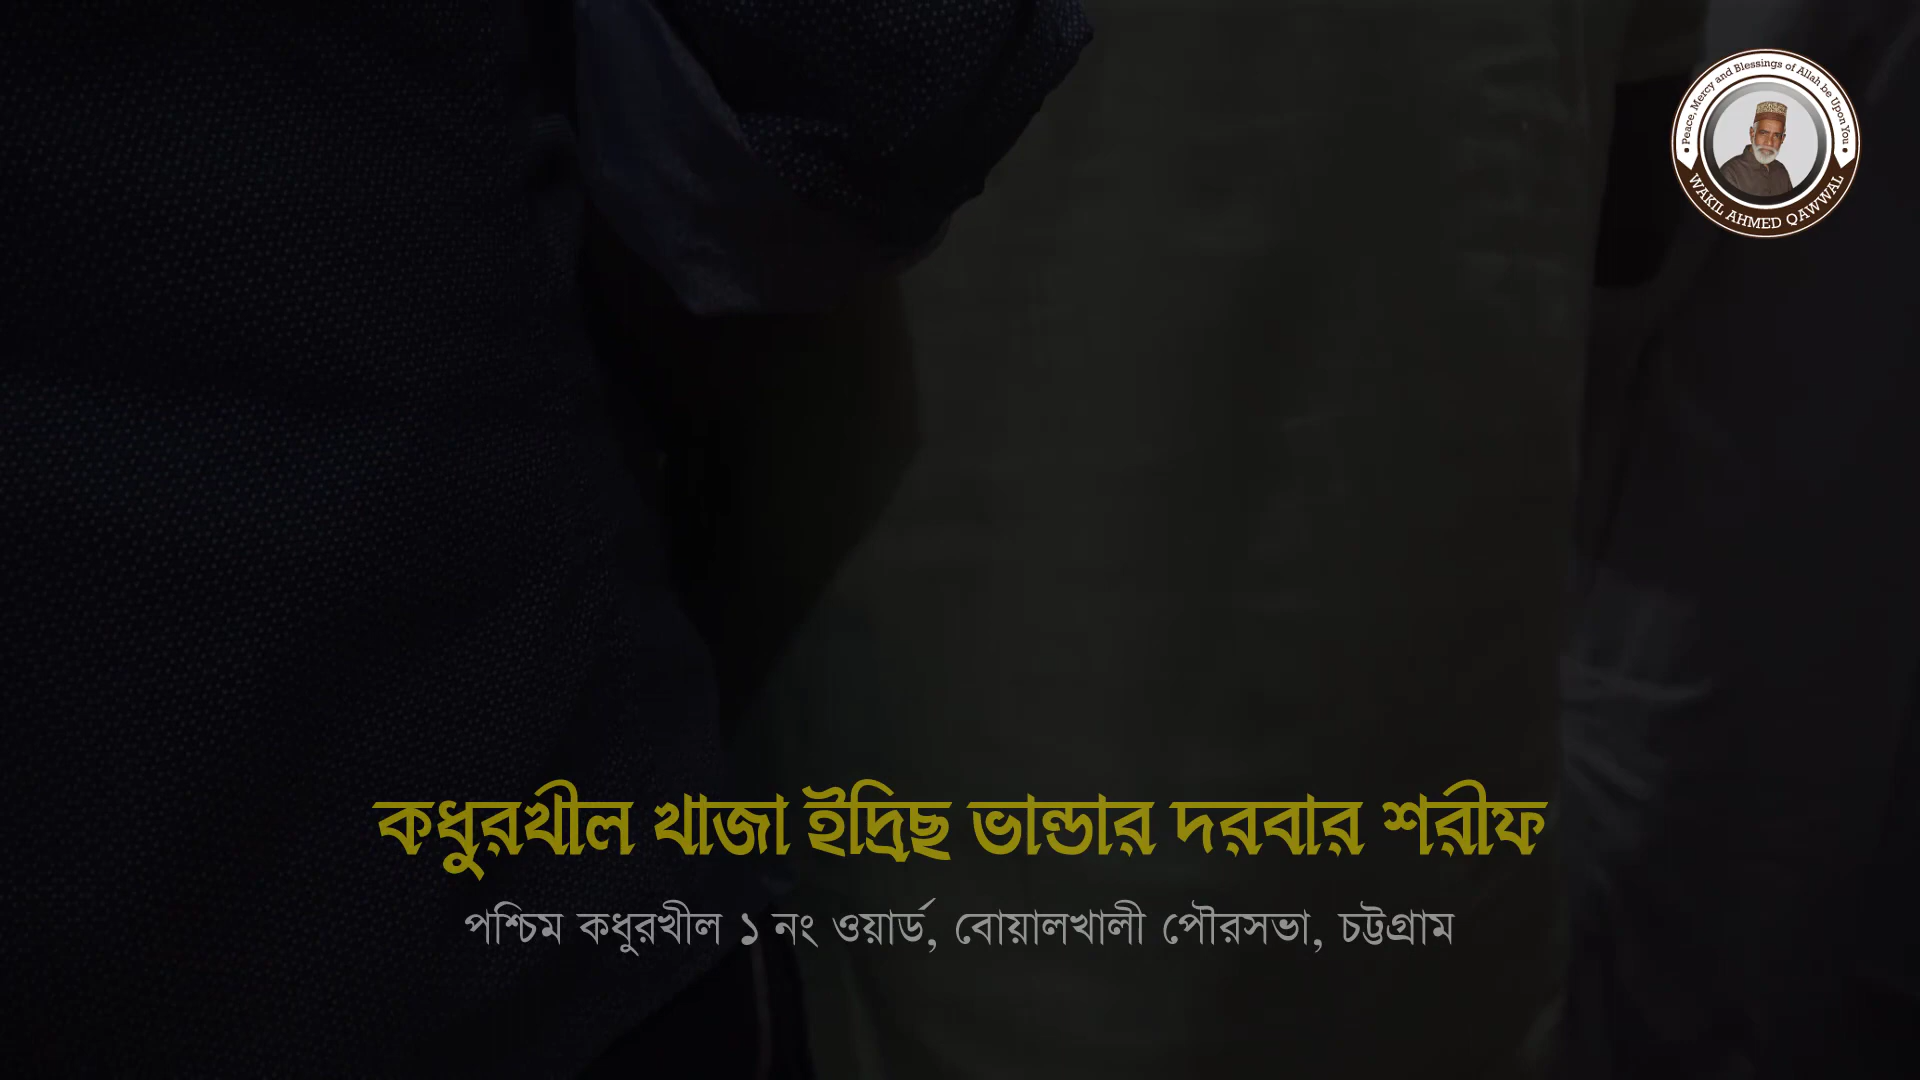 Peace, Mercy and Blessings of Allah be Upon You
WAKIL AHMED QAWWAL
কধুরখীল খাজা ইদ্রিছ ভান্ডার দরবার শরীফ
পশ্চিম কধুরখীল ১ নং ওয়ার্ড, বোয়ালখালী পৌরসভা, চট্টগ্রাম